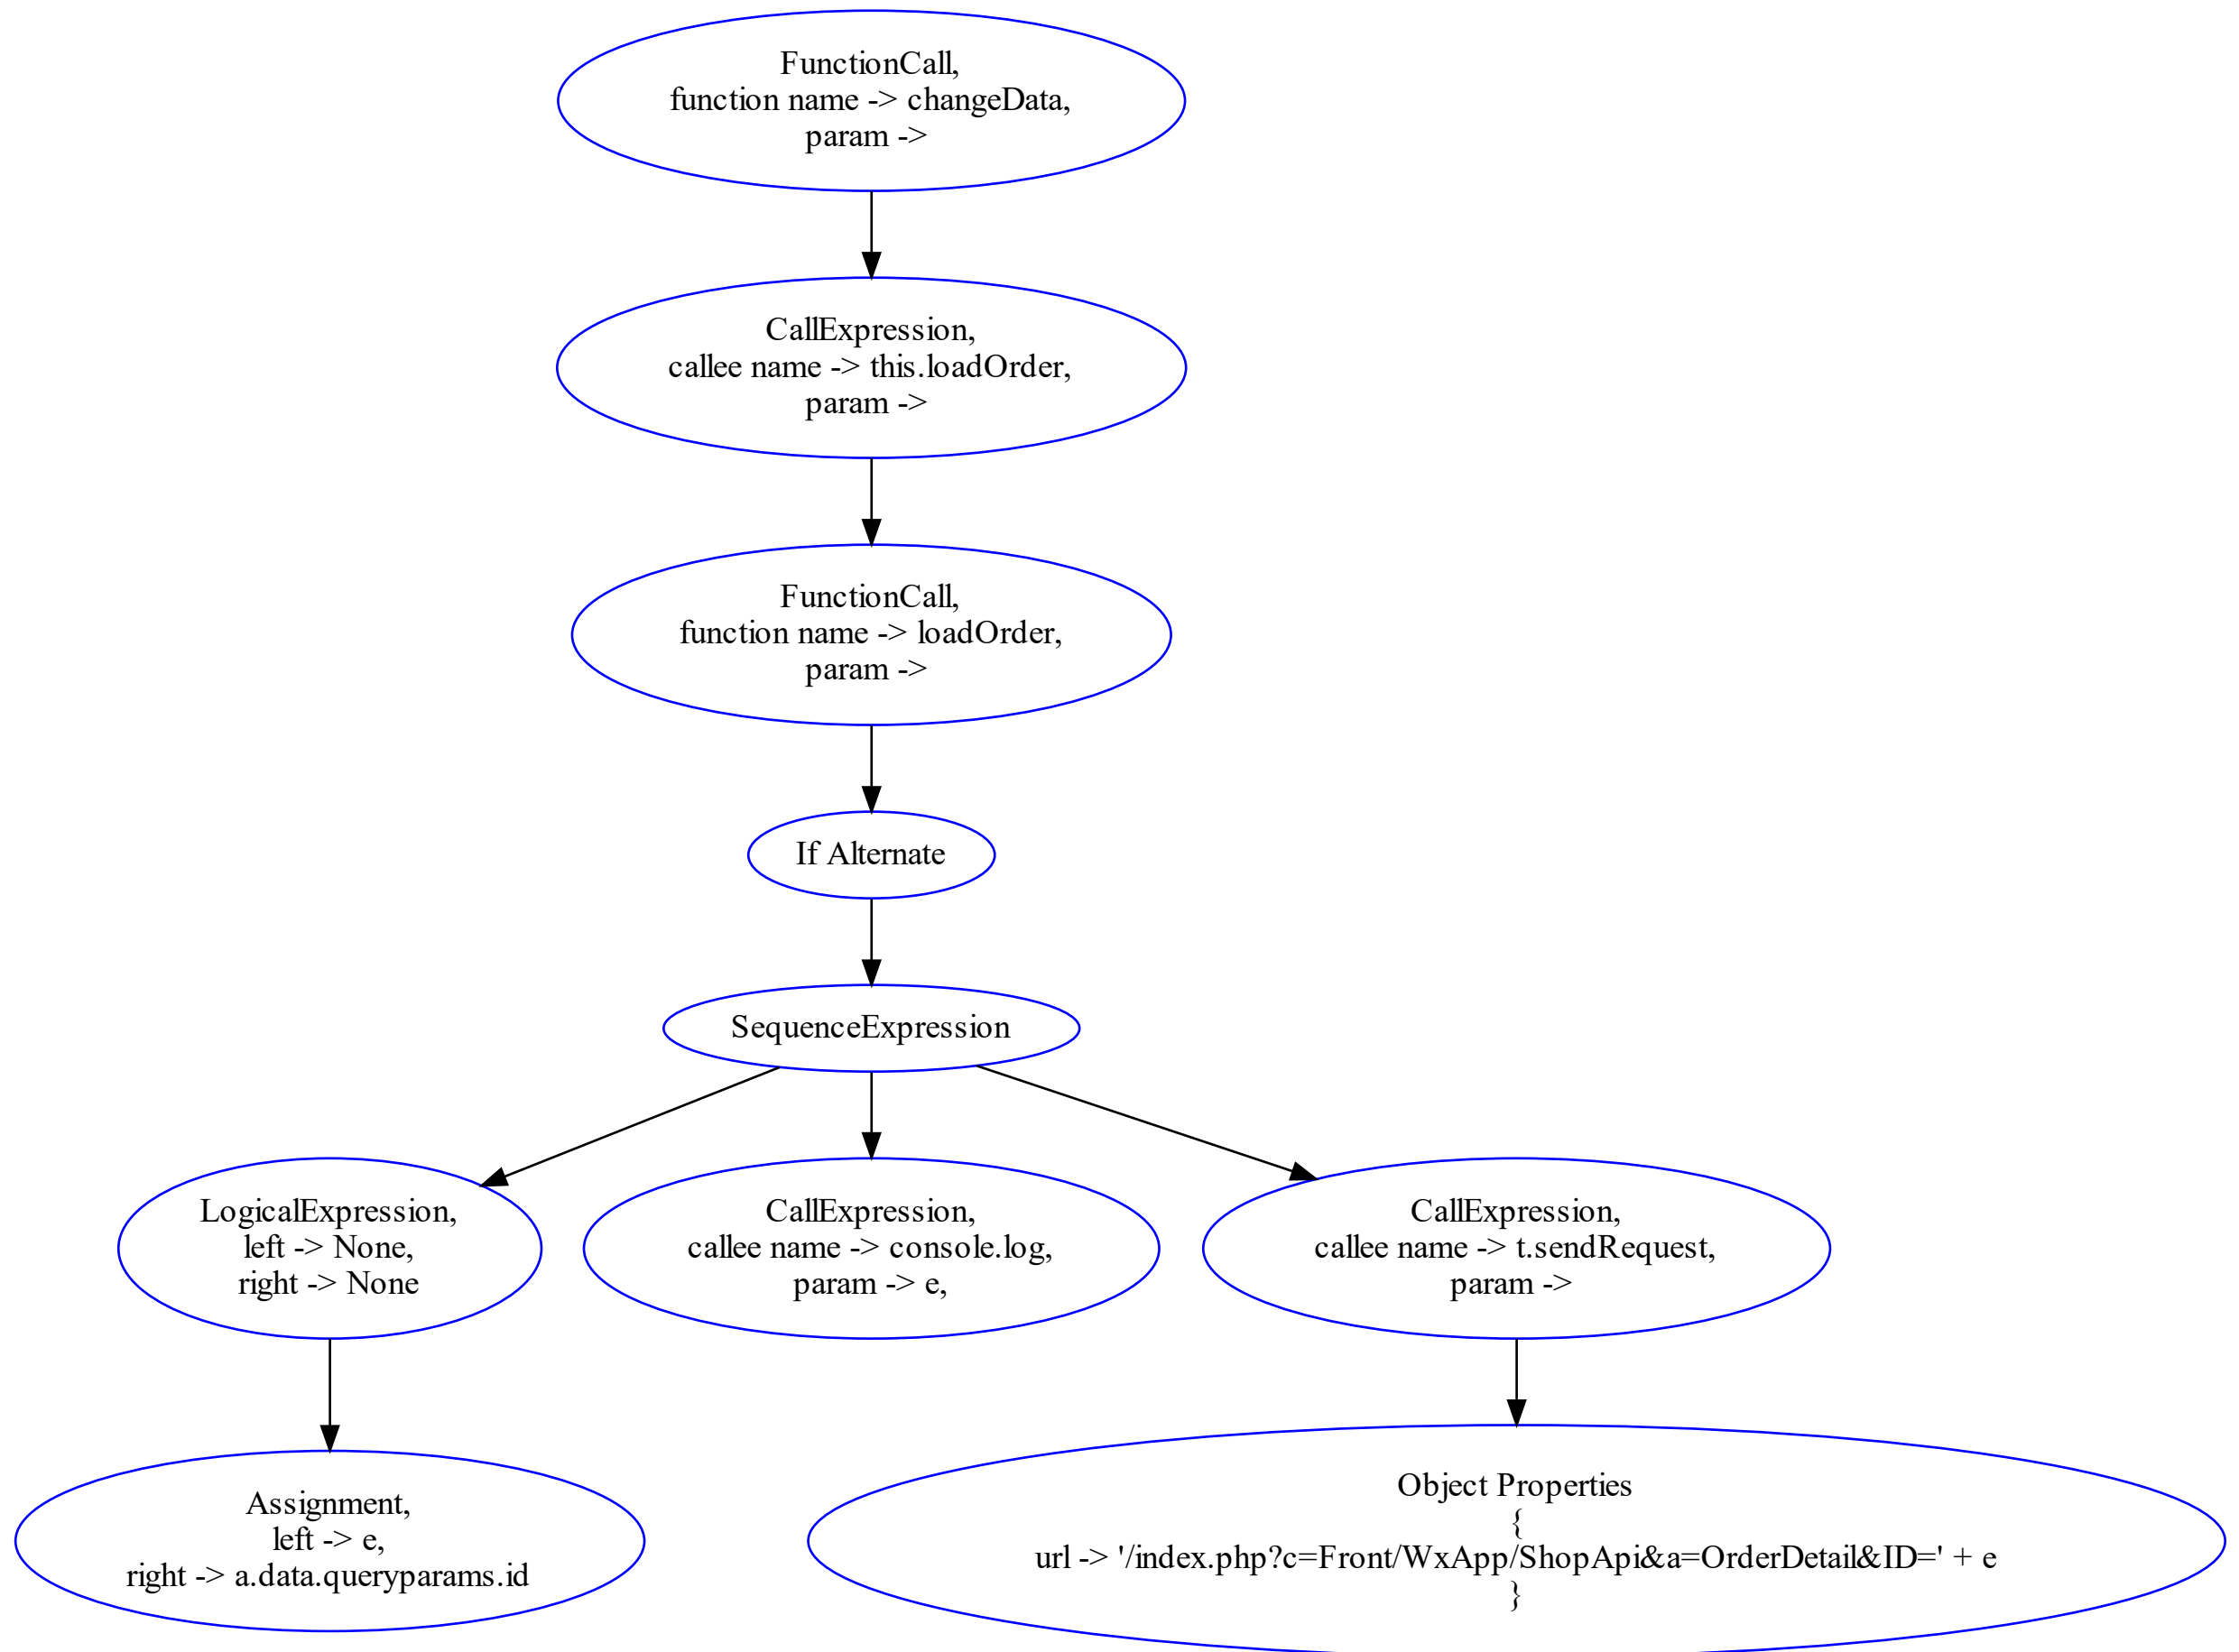 FunctionCall,
function name -> changeData,
param ->
CallExpression,
callee name -> this.loadOrder,
param ->
FunctionCall,
function name -> loadOrder,
param ->
If Alternate
SequenceExpression
LogicalExpression,
left -> None,
right -> None
CallExpression,
callee name -> console.log,
param -> e,
CallExpression,
callee name -> t.sendRequest,
param ->
Assignment,
left -> e,
right -> a.data.queryparams.id
Object Properties
{
url -> '/index.php?c=Front/WxApp/ShopApi&a=OrderDetail&ID=' + e
}